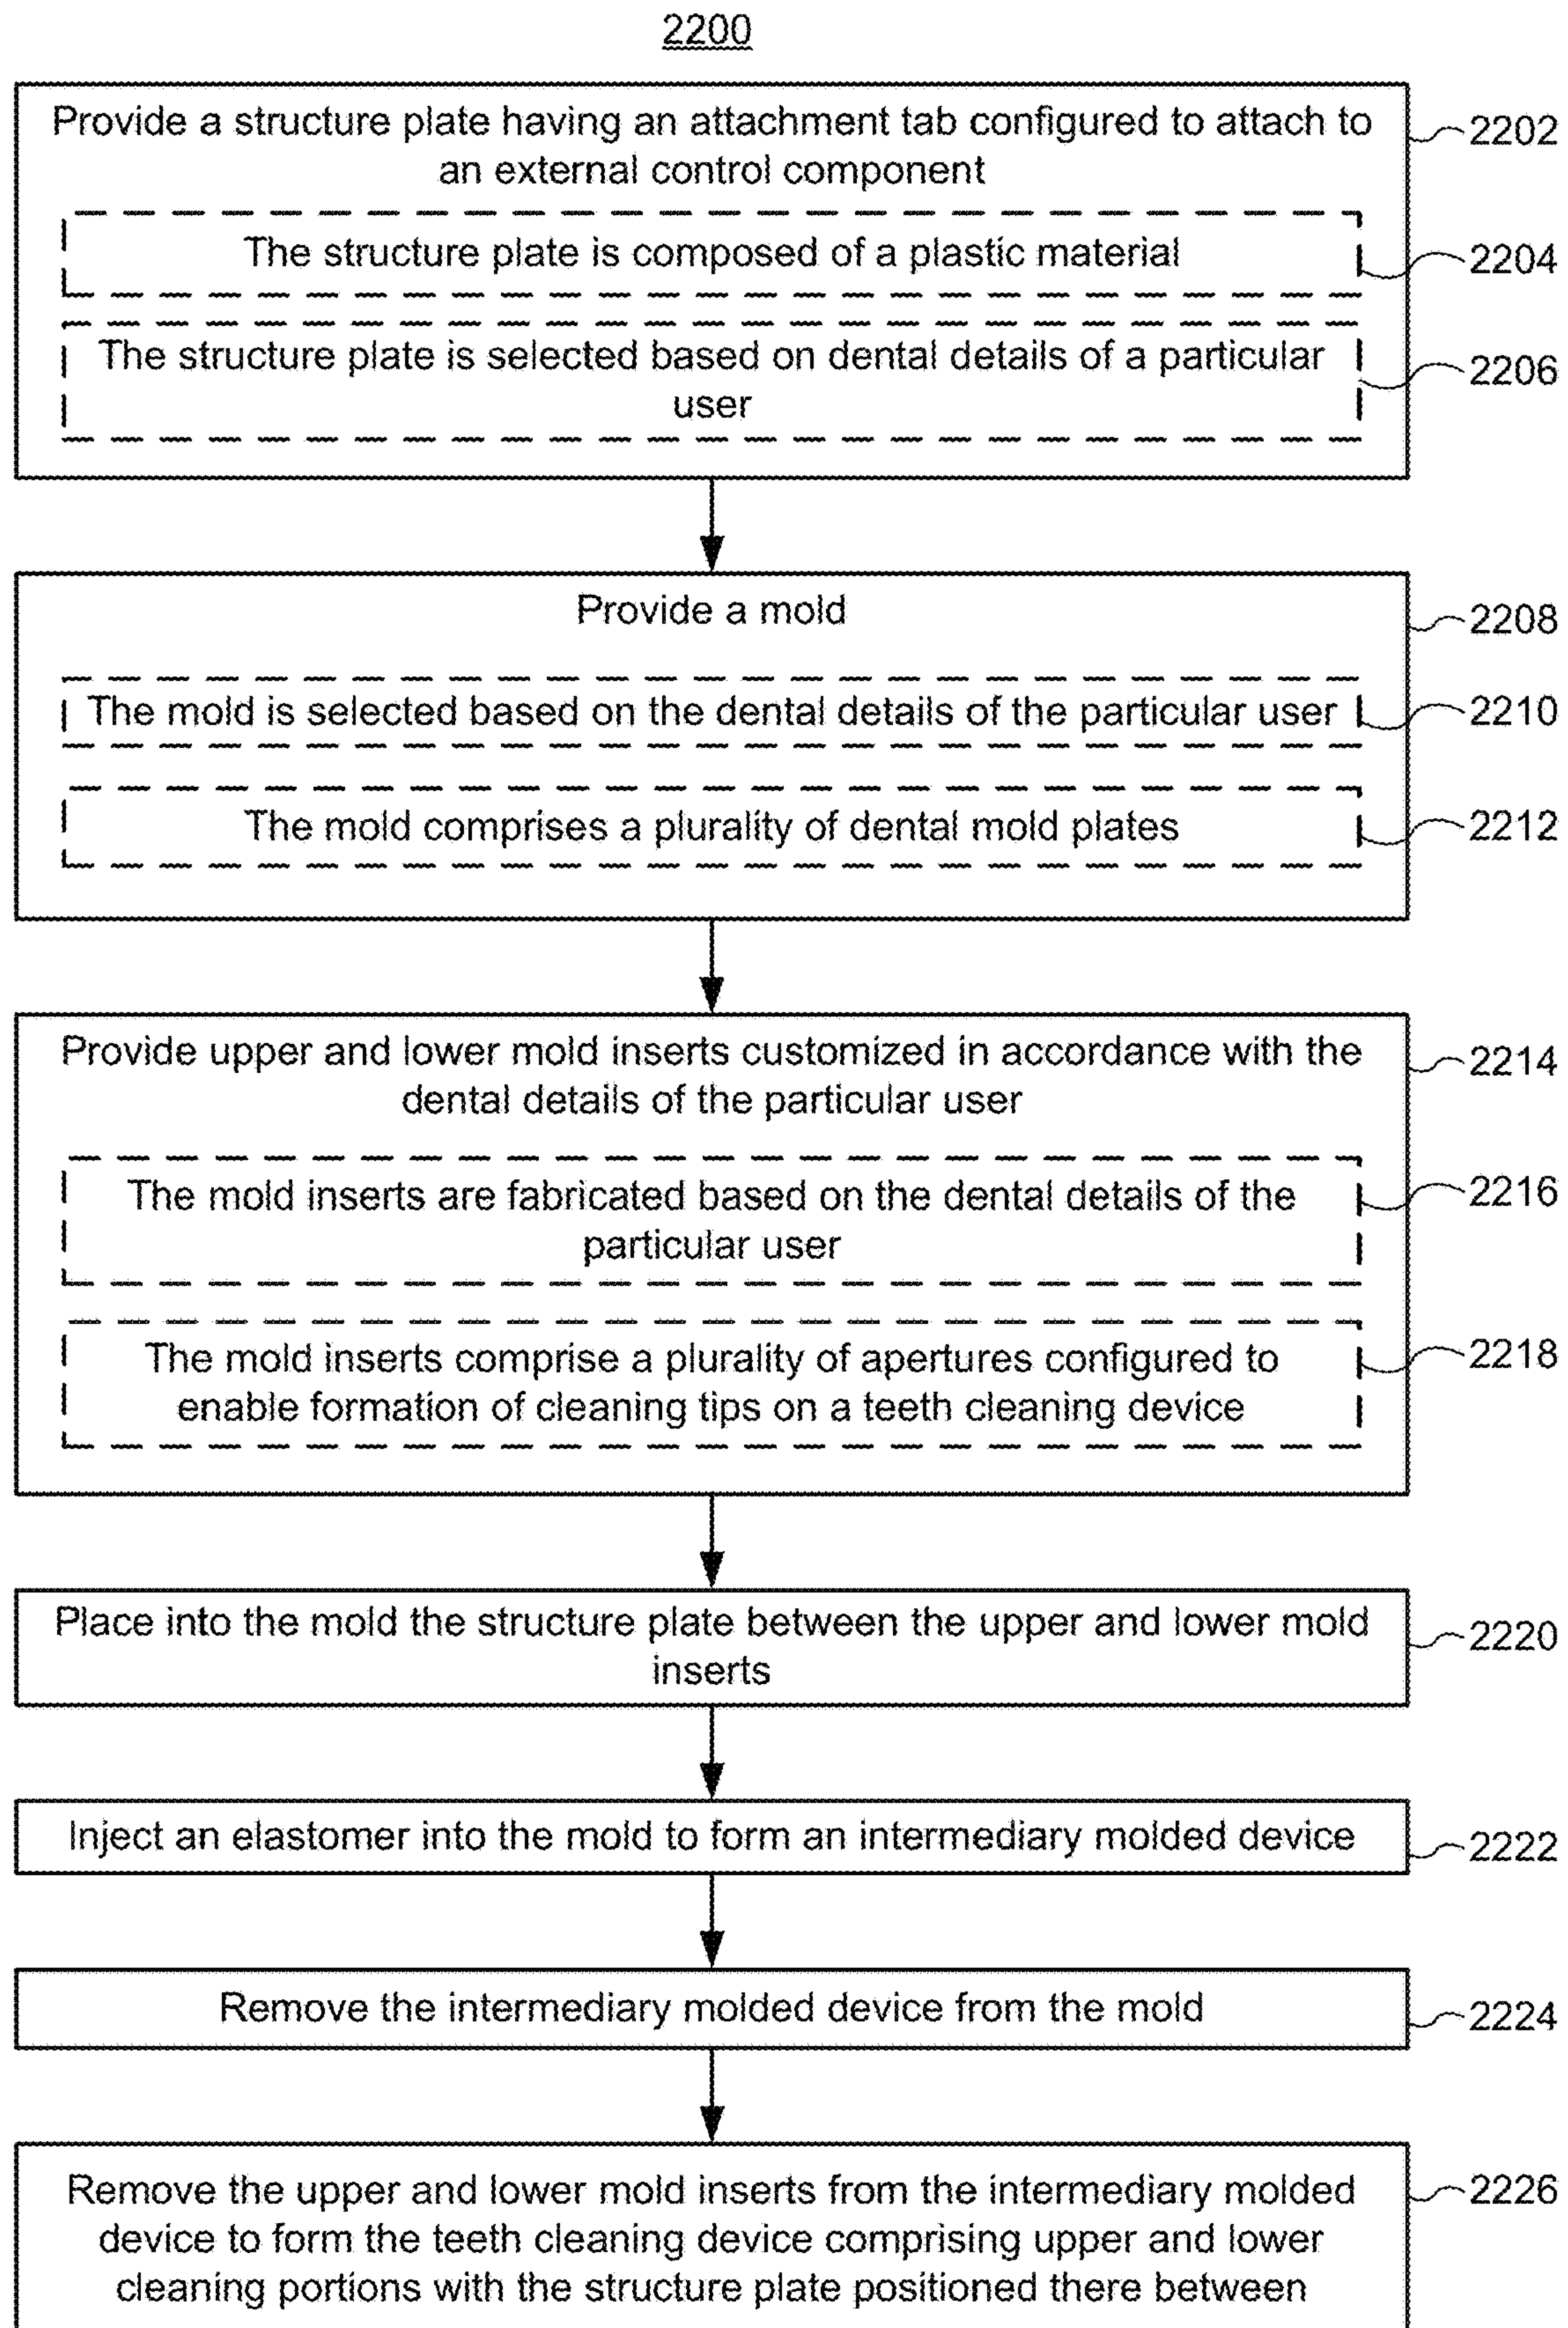 2200
Provide a structure plate having an attachment tab configured to attach to
an external control component
2202
The structure plate is composed of a plastic material
2204
The structure plate is selected based on dental details of a particular
user
2206
Provide a mold
2208
The mold is selected based on the dental details of the particular user
2210
The mold comprises a plurality of dental mold plates
2212
Provide upper and lower mold inserts customized in accordance with the
dental details of the particular user
2214
The mold inserts are fabricated based on the dental details of the
particular user
2216
The mold inserts comprise a plurality of apertures configured to
enable formation of cleaning tips on a teeth cleaning device
2218
Place into the mold the structure plate between the upper and lower mold
inserts
2220
Inject an elastomer into the mold to form an intermediary molded device
2222
Remove the intermediary molded device from the mold
2224
Remove the upper and lower mold inserts from the intermediary molded
device to form the teeth cleaning device comprising upper and lower
cleaning portions with the structure plate positioned there between
2226